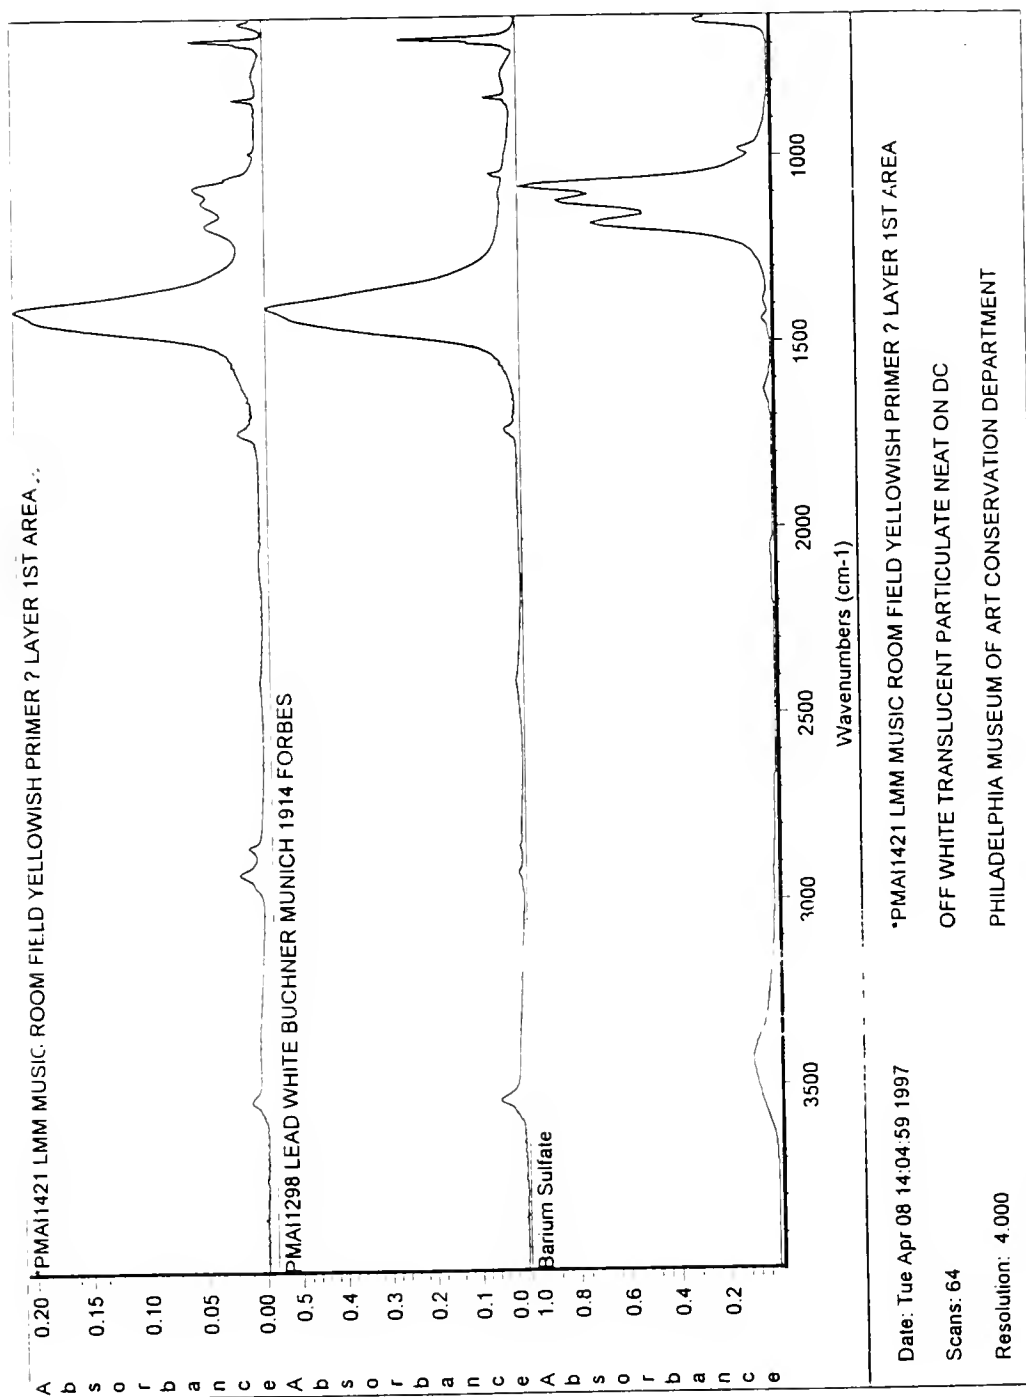 *PMAI1421 LMM MUSIC ROOM FIELD YELLOWISH PRIMER ? LAYER 1ST AREA
0.20
0.15
0.10
0.05
0.00
Absorbance
PMAI1298 LEAD WHITE BUCHNER MUNICH 1914 FORBES
0.5
0.4
0.3
0.2
0.1
0.0
Absorbance
Barium Sulfate
1.0
0.8
0.6
0.4
0.2
Absorbance
3500
3000
2500
2000
1500
1000
Wavenumbers (cm-1)
Date: Tue Apr 08 14:04:59 1997
*PMAI1421 LMM MUSIC ROOM FIELD YELLOWISH PRIMER ? LAYER 1ST AREA
Scans: 64
OFF WHITE TRANSLUCENT PARTICULATE NEAT ON DC
Resolution: 4.000
PHILADELPHIA MUSEUM OF ART CONSERVATION DEPARTMENT